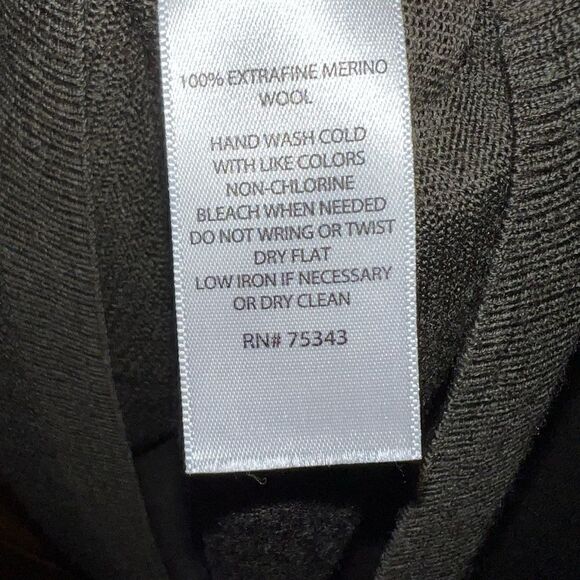 100% EXTRAFINE MERINO
WOOL
HAND WASH COLD
WITH LIKE COLORS
NON-CHLORINE
BLEACH WHEN NEEDED
DO NOT WRING OR TWIST
DRY FLAT
LOW IRON IF NECESSARY
OR DRY CLEAN
RN# 75343